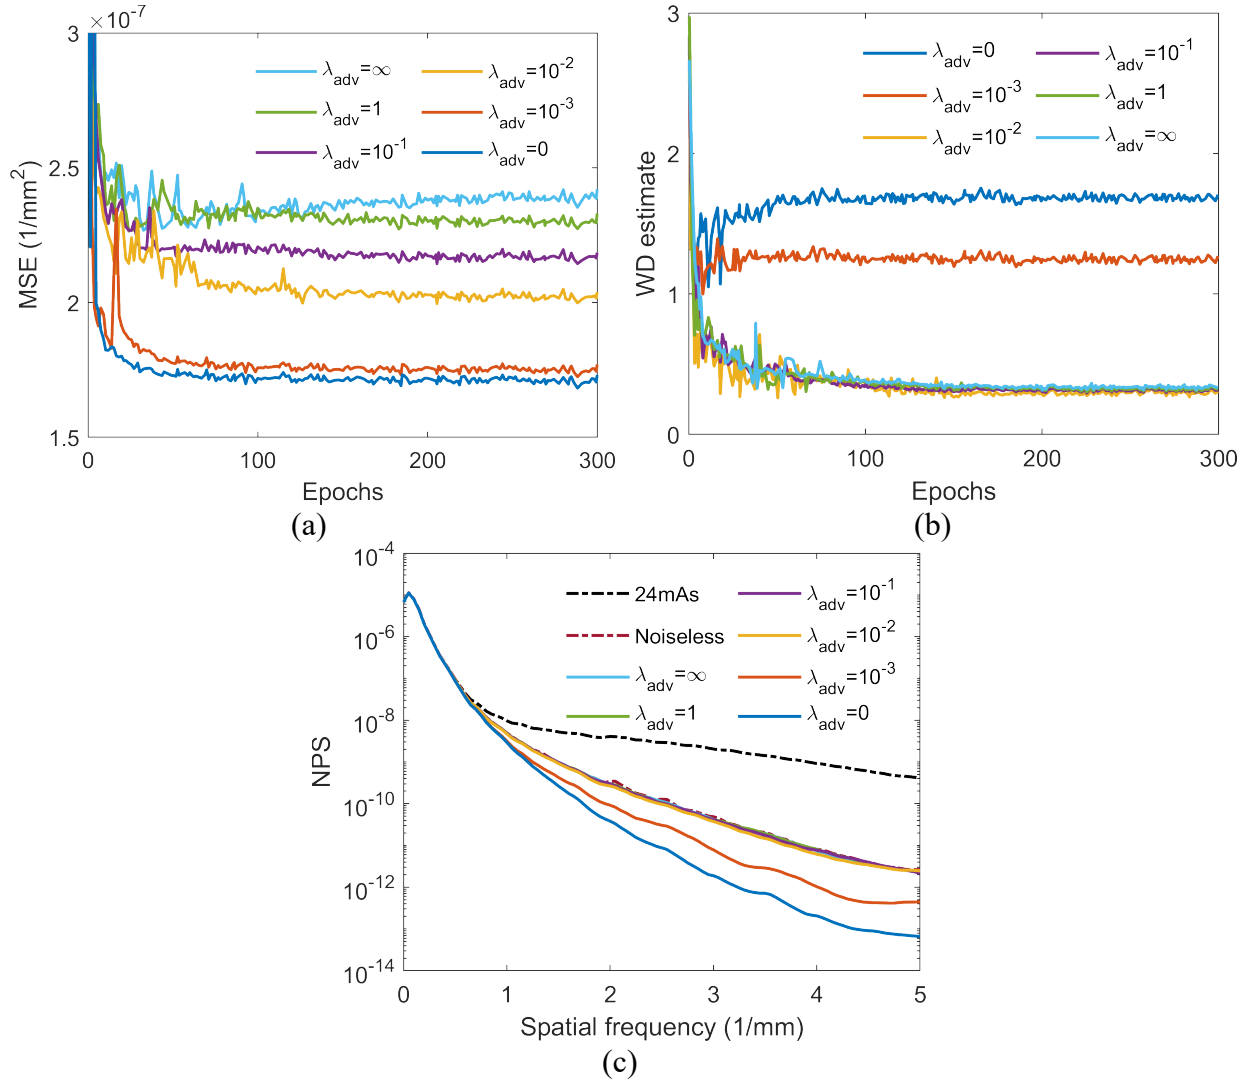 ×10⁻⁷
3
2.5
2
1.5
MSE (1/mm²)
λadv=∞
λadv=10⁻²
λadv=1
λadv=10⁻³
λadv=10⁻¹
λadv=0
0
100
200
300
Epochs
(a)
3
2
1
0
WD estimate
λadv=0
λadv=10⁻¹
λadv=10⁻³
λadv=1
λadv=10⁻²
λadv=∞
0
100
200
300
Epochs
(b)
10⁻⁴
10⁻⁶
10⁻⁸
10⁻¹⁰
10⁻¹²
10⁻¹⁴
NPS
24mAs
λadv=10⁻¹
Noiseless
λadv=10⁻²
λadv=∞
λadv=10⁻³
λadv=1
λadv=0
0
1
2
3
4
5
Spatial frequency (1/mm)
(c)